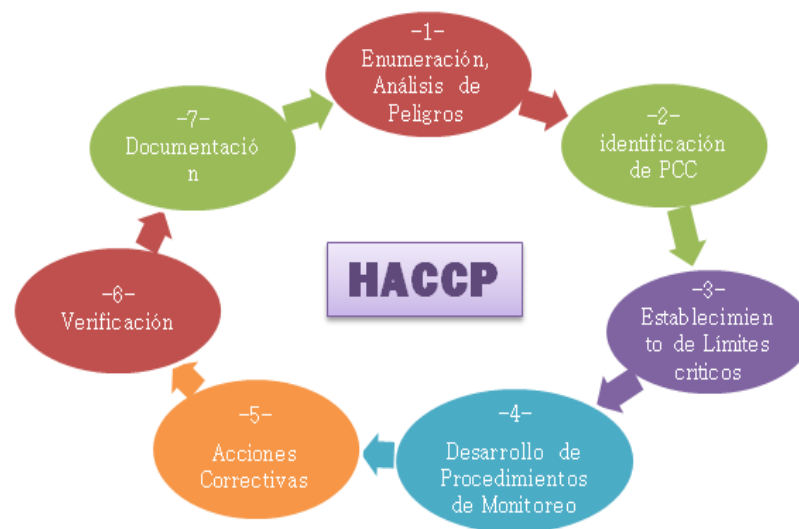 -1-
Enumeración,
Análisis de
Peligros
-2-
identificación
de PCC
-3-
Establecimien
to de Límites
criticos
-4-
Desarrollo de
Procedimientos
de Monitoreo
-5-
Acciones
Correctivas
-6-
Verificación
-7-
Documentació
n
HACCP